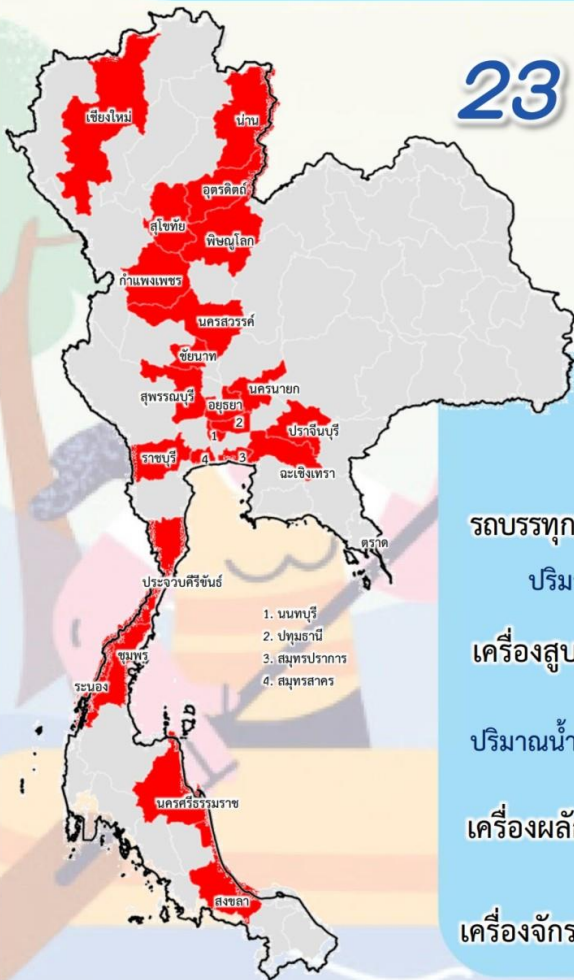 23
เชียงใหม่
น่าน
อุตรดิตถ์
สุโขทัย
พิษณุโลก
กำแพงเพชร
นครสวรรค์
ชัยนาท
สุพรรณบุรี
อยุธยา
นครนายก
1
2
ปราจีนบุรี
ราชบุรี
4
3
ฉะเชิงเทรา
ตราด
ประจวบคีรีขันธ์
ชุมพร
ระนอง
1. นนทบุรี
2. ปทุมธานี
3. สมุทรปราการ
4. สมุทรสาคร
นครศรีธรรมราช
สงขลา
รถบรรทุก
ปริม
เครื่องสูบ
ปริมาณน้ำ
เครื่องผลั
เครื่องจักร